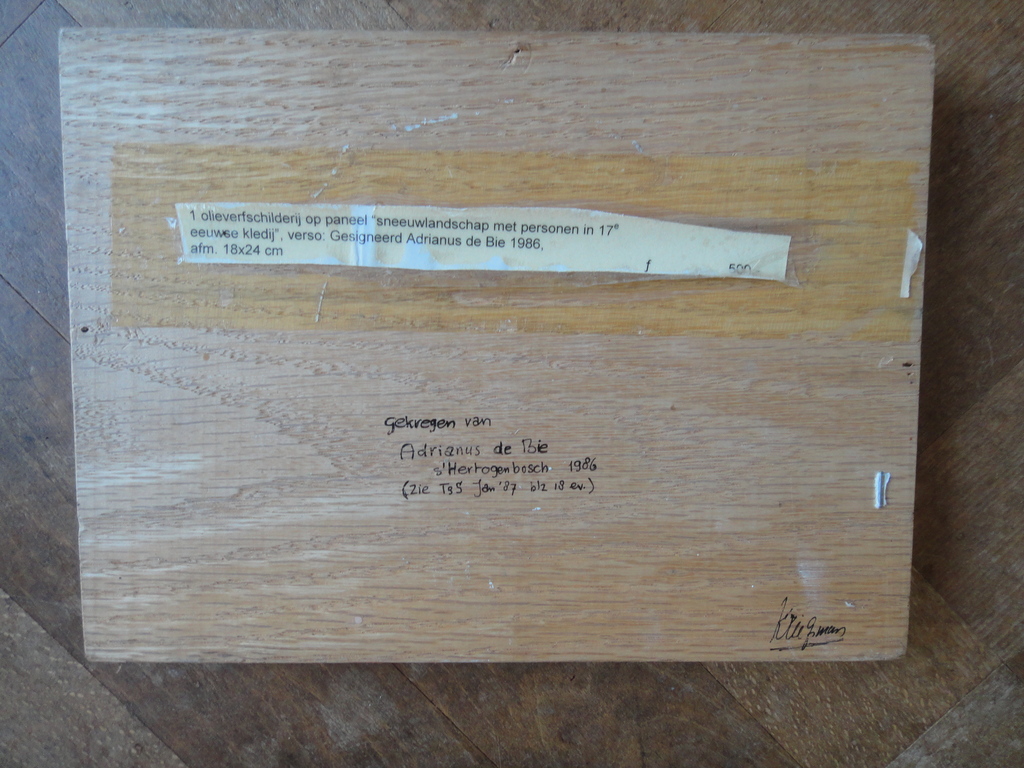 1 olieverfschilderij op paneel "sneeuwlandschap met personen in 17e
eeuwse kledij", verso: Gesigneerd Adrianus de Bie 1986,
afm. 18x24 cm
f 500
gekregen van
Adrianus de Bie
s'Hertogenbosch 1986
(zie Jan '87 blz 18 ev.)